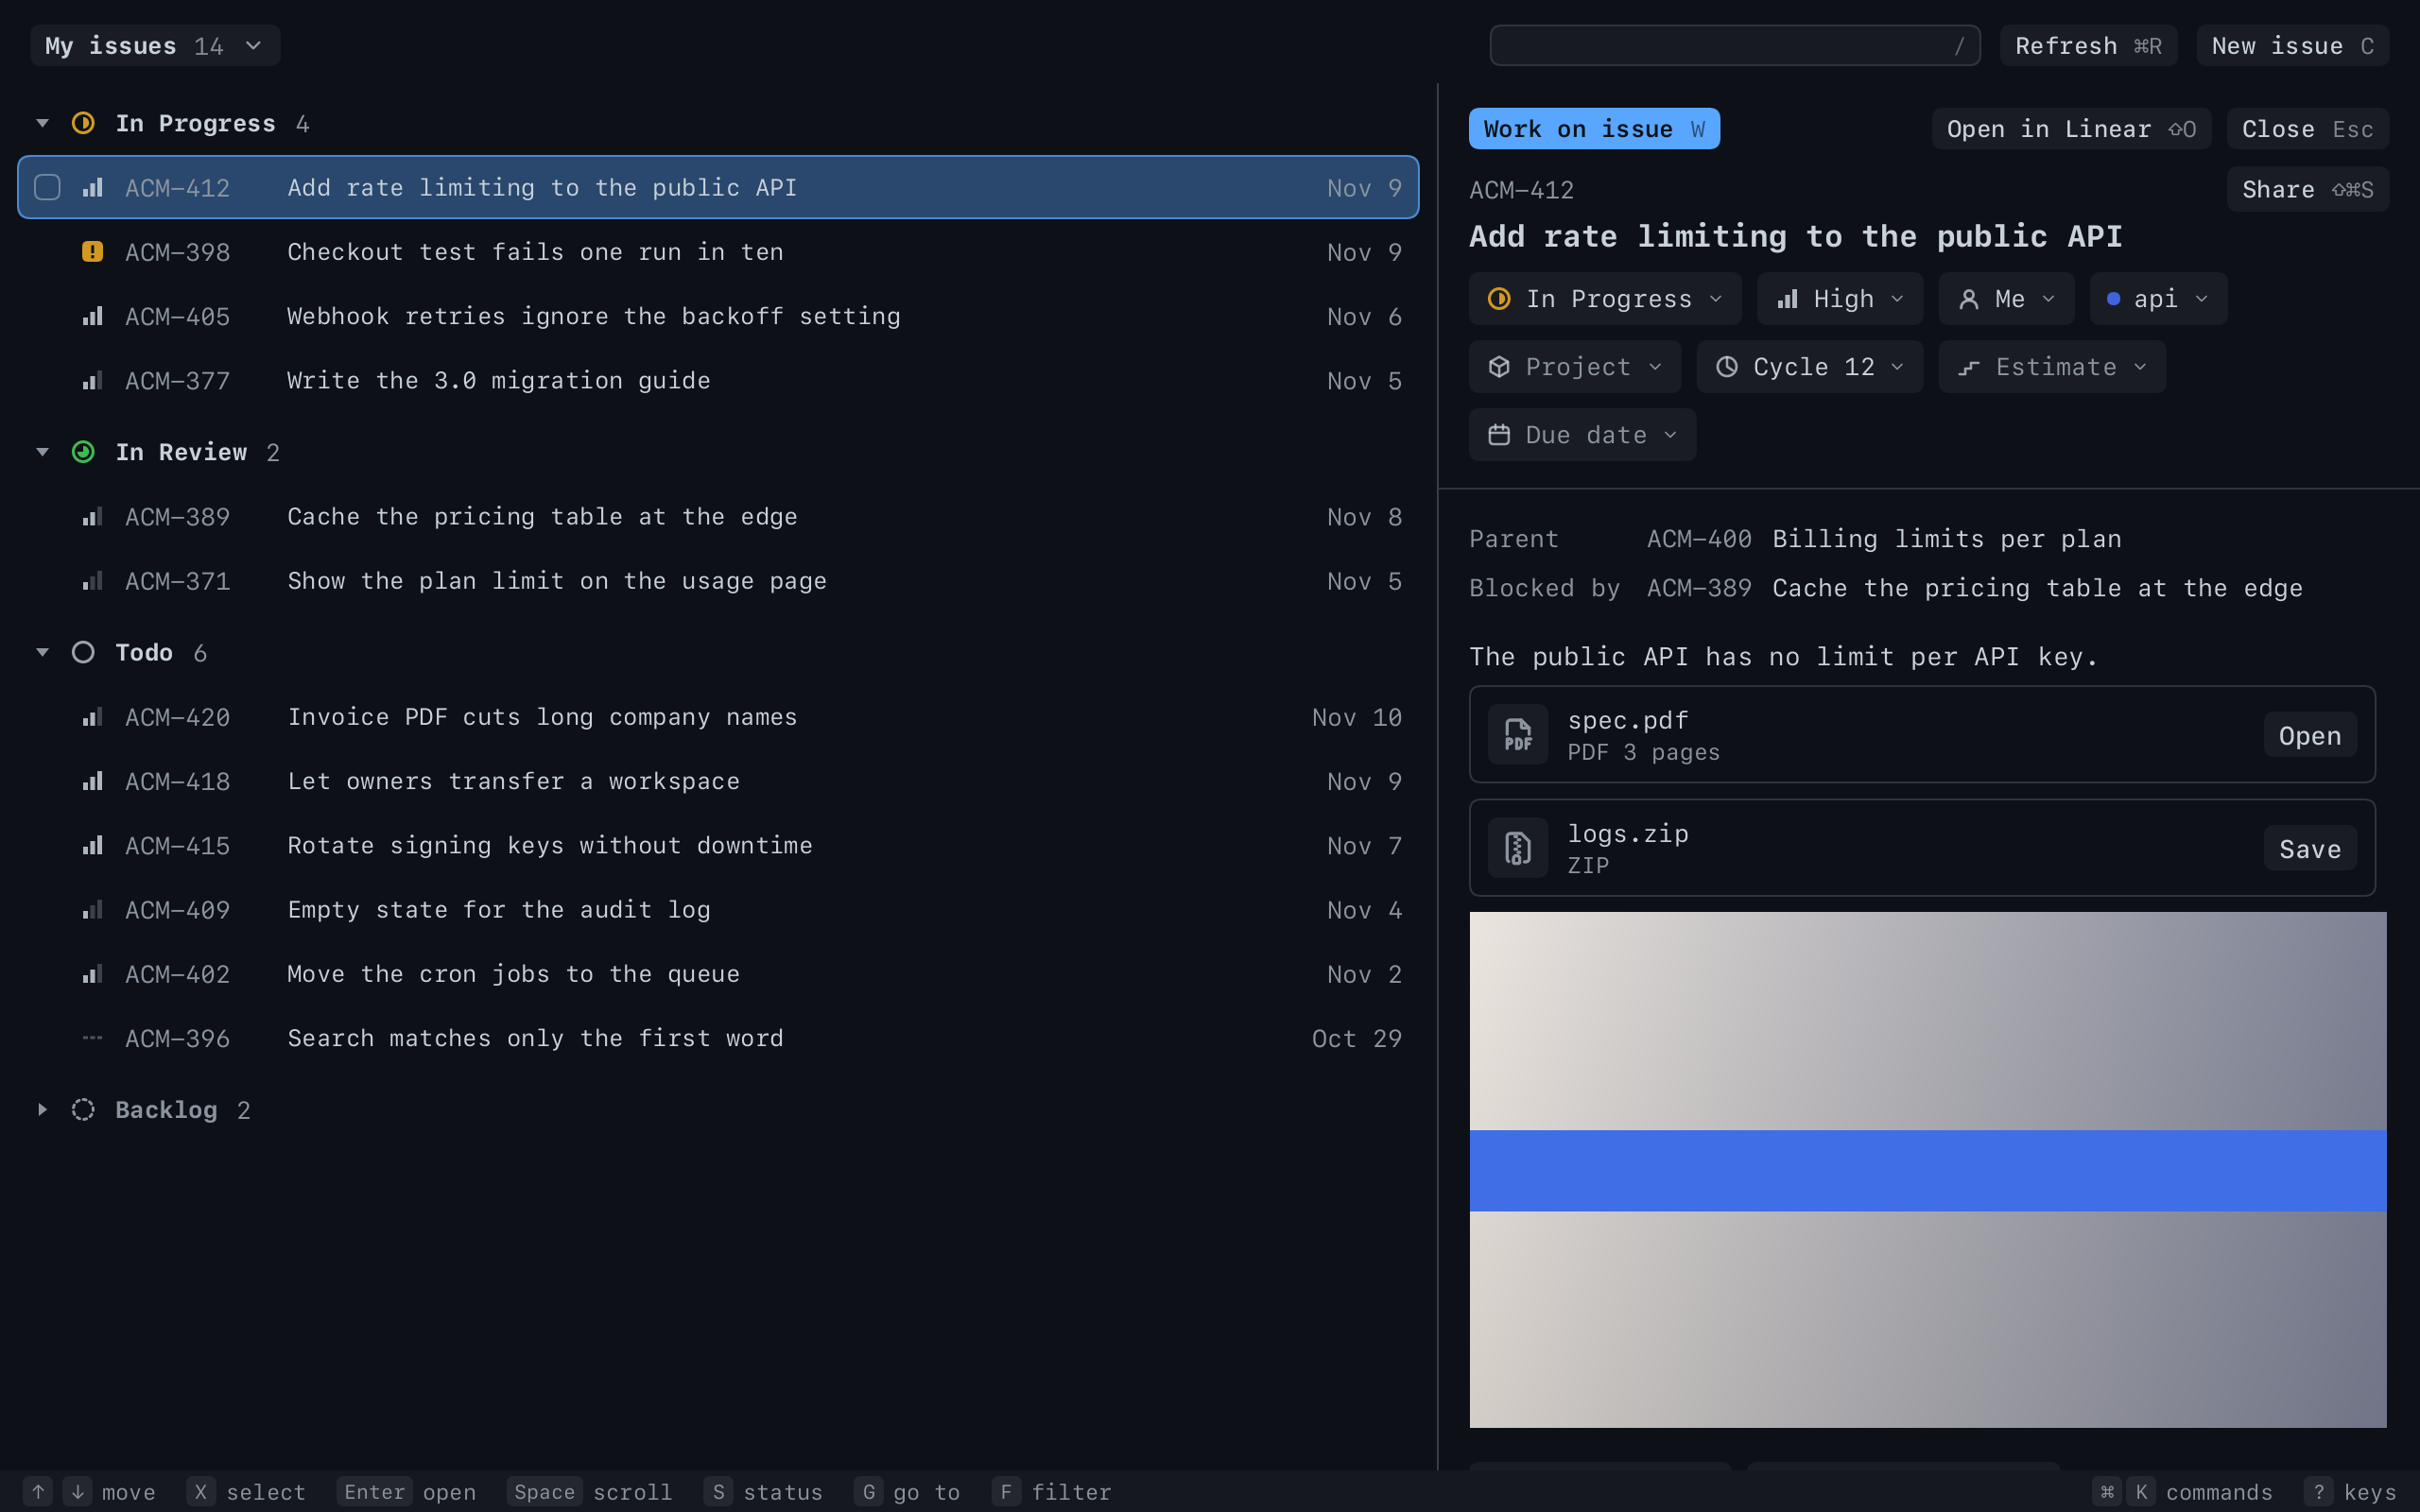 My issues 14
/
Refresh ⌘R
New issue C
In Progress 4
ACM-412 Add rate limiting to the public API Nov 9
ACM-398 Checkout test fails one run in ten Nov 9
ACM-405 Webhook retries ignore the backoff setting Nov 6
ACM-377 Write the 3.0 migration guide Nov 5
In Review 2
ACM-389 Cache the pricing table at the edge Nov 8
ACM-371 Show the plan limit on the usage page Nov 5
Todo 6
ACM-420 Invoice PDF cuts long company names Nov 10
ACM-418 Let owners transfer a workspace Nov 9
ACM-415 Rotate signing keys without downtime Nov 7
ACM-409 Empty state for the audit log Nov 4
ACM-402 Move the cron jobs to the queue Nov 2
ACM-396 Search matches only the first word Oct 29
Backlog 2
Work on issue W
Open in Linear ⇧O
Close Esc
ACM-412
Share ⇧⌘S
Add rate limiting to the public API
In Progress
High
Me
api
Project
Cycle 12
Estimate
Due date
Parent ACM-400 Billing limits per plan
Blocked by ACM-389 Cache the pricing table at the edge
The public API has no limit per API key.
PDF
spec.pdf
PDF 3 pages
Open
logs.zip
ZIP
Save
↑ ↓ move X select Enter open Space scroll S status G go to F filter
⌘ K commands ? keys